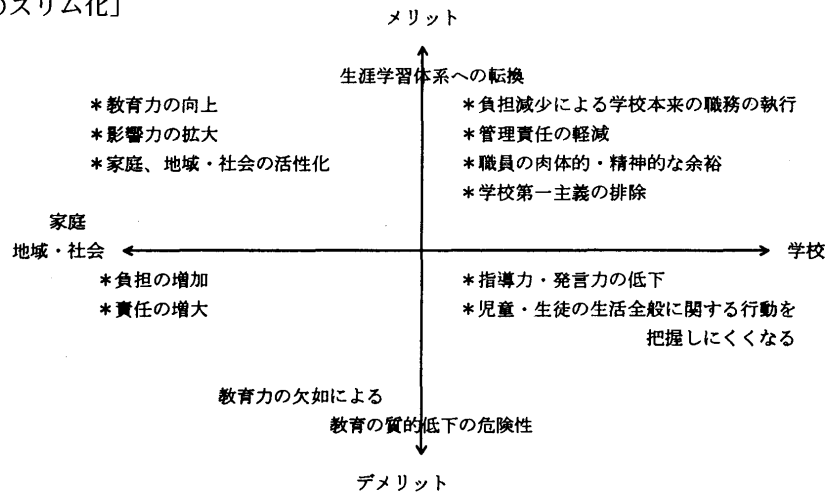 のスリム化」
メリット
生涯学習体系への転換
＊教育力の向上
＊影響力の拡大
＊家庭、地域・社会の活性化
＊負担減少による学校本来の職務の執行
＊管理責任の軽減
＊職員の肉体的・精神的な余裕
＊学校第一主義の排除
家庭
地域・社会
学校
＊負担の増加
＊責任の増大
＊指導力・発言力の低下
＊児童・生徒の生活全般に関する行動を
把握しにくくなる
教育力の欠如による
教育の質的低下の危険性
デメリット